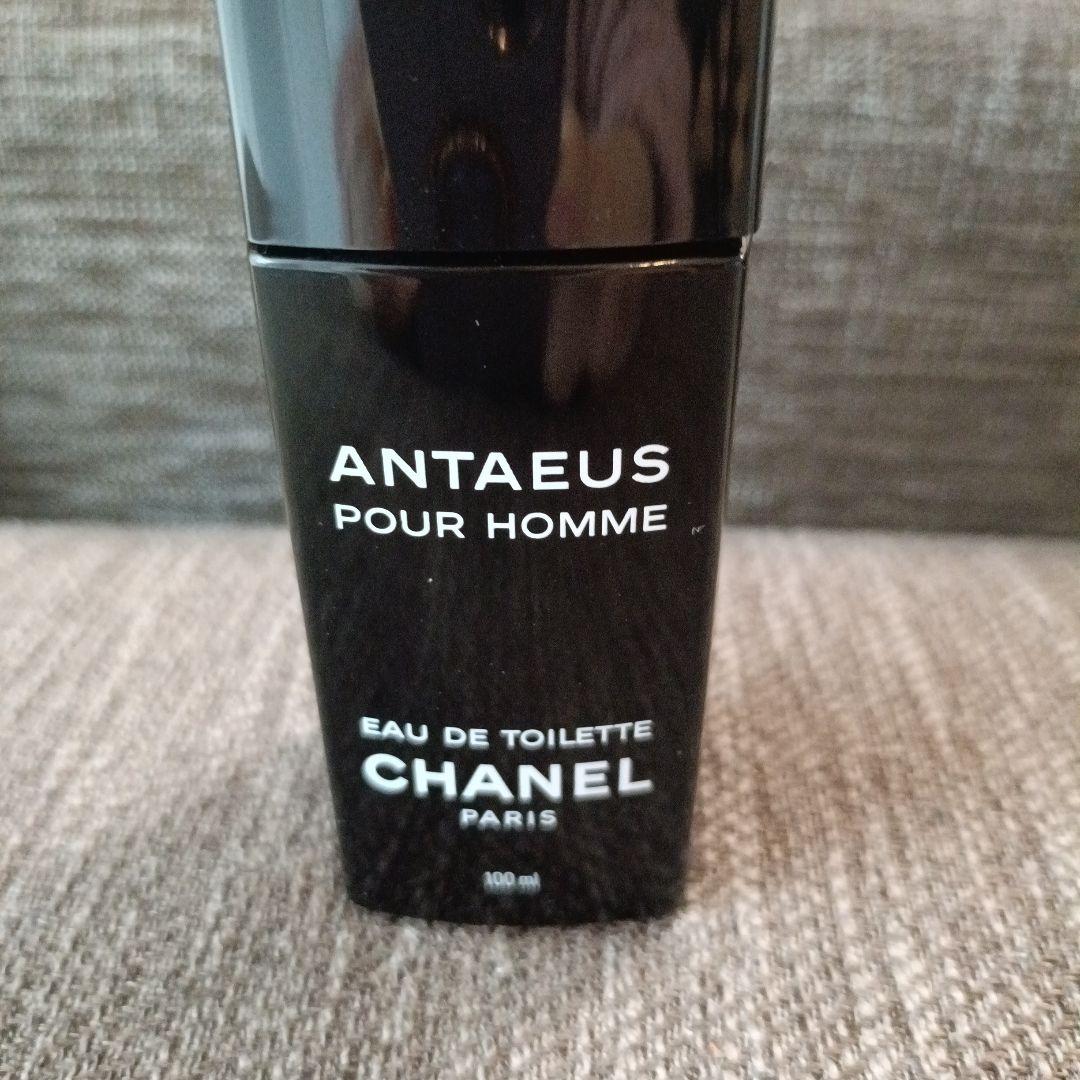 ANTAEUS
POUR HOMME
EAU DE TOILETTE
CHANEL
PARIS
100 ml